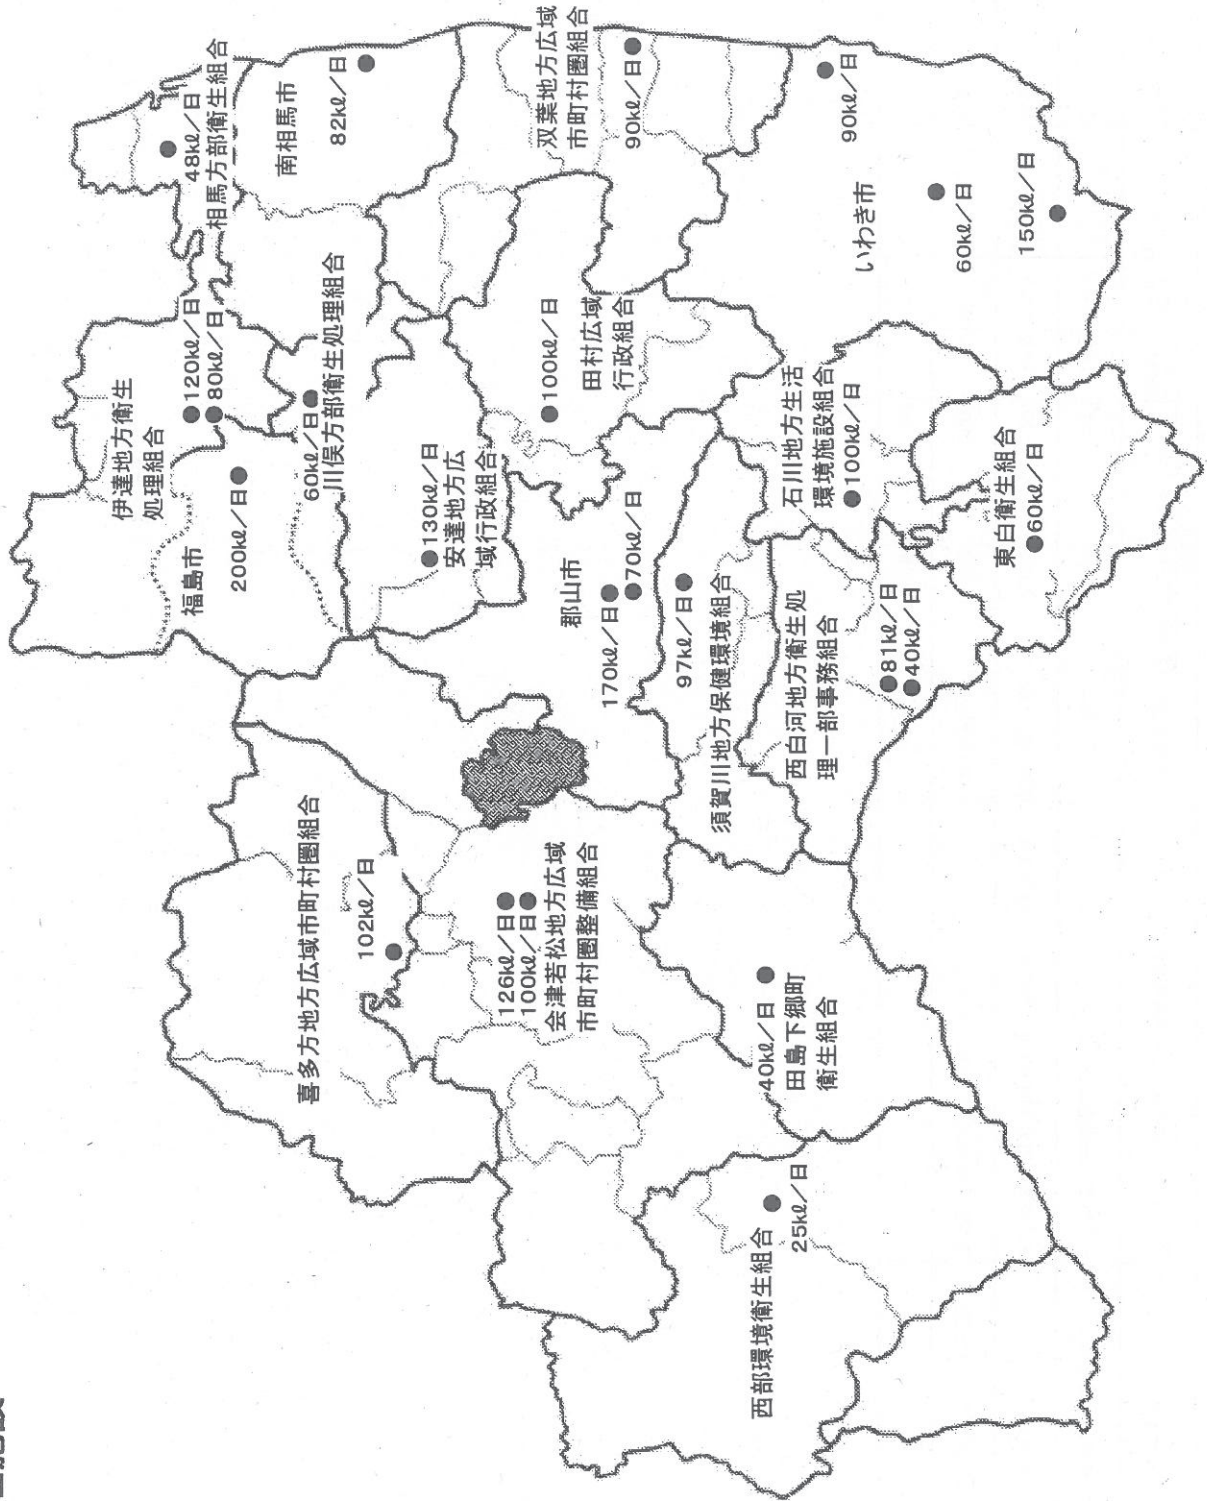 伊達地方衛生
処理組合
●120kℓ/日
●80kℓ/日
福島市
200kℓ/日●
60kℓ/日●
川俣方部衛生処理組合
48kℓ/日
相馬方部衛生組合
南相馬市
82kℓ/日
●130kℓ/日
安達地方広
域行政組合
双葉地方広域
市町村圏組合
90kℓ/日●
●100kℓ/日
田村広域
行政組合
郡山市
170kℓ/日●
●70kℓ/日
喜多方地方広域市町村圏組合
102kℓ/日
126kℓ/日●
100kℓ/日●
会津若松地方広域
市町村圏整備組合
97kℓ/日●
須賀川地方保健環境組合
石川地方生活
環境施設組合
●100kℓ/日
いわき市
90kℓ/日
60kℓ/日
150kℓ/日
西白河地方衛生処
理一部事務組合
●81kℓ/日
●40kℓ/日
東白衛生組合
●60kℓ/日
40kℓ/日●
田島下郷町
衛生組合
西部環境衛生組合
25kℓ/日